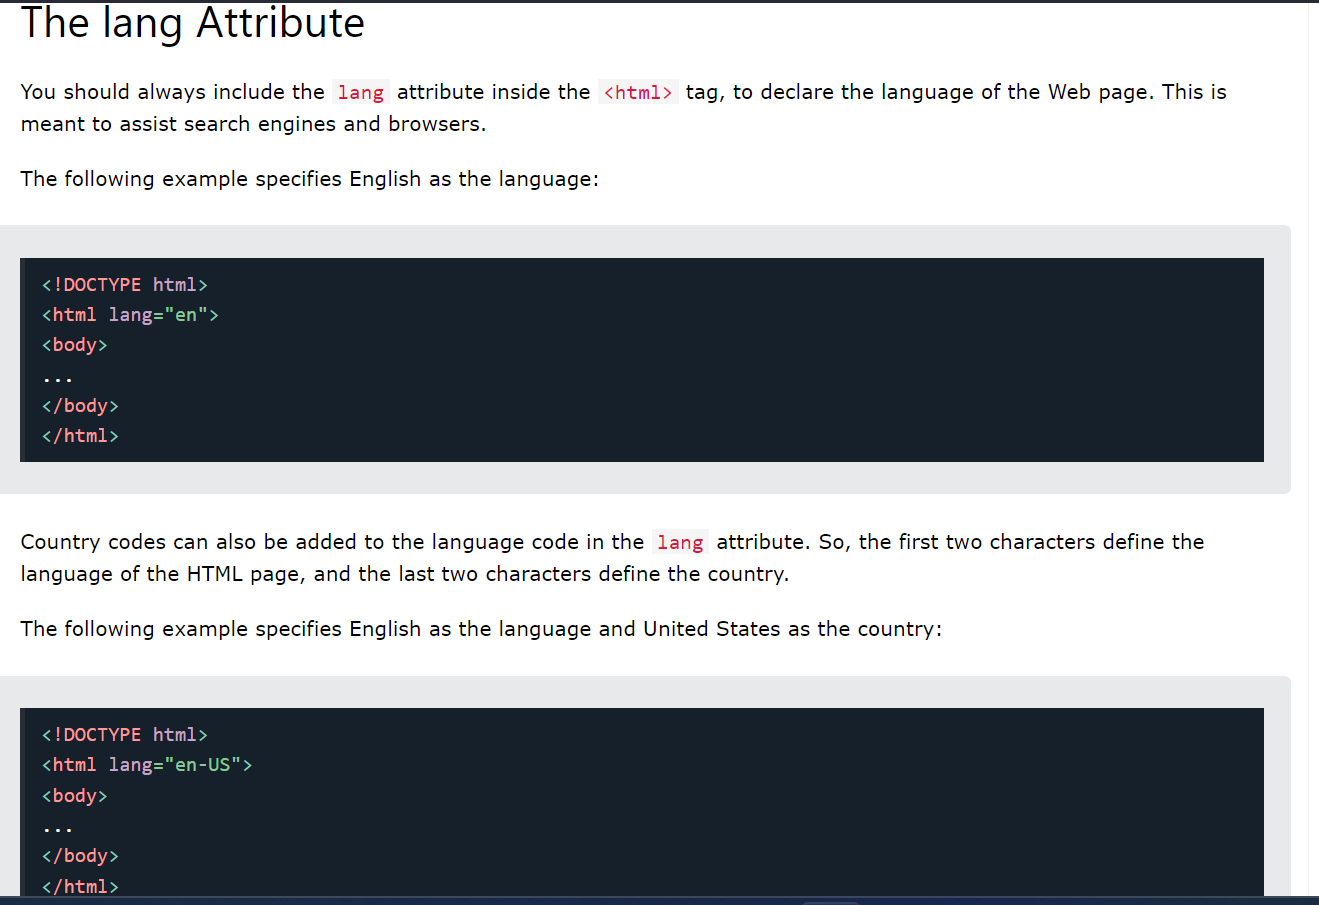 The lang Attribute
You should always include the lang attribute inside the <html> tag, to declare the language of the Web page. This is
meant to assist search engines and browsers.
The following example specifies English as the language:
<!DOCTYPE html>
<html lang="en">
<body>
...
</body>
</html>
Country codes can also be added to the language code in the lang attribute. So, the first two characters define the
language of the HTML page, and the last two characters define the country.
The following example specifies English as the language and United States as the country:
<!DOCTYPE html>
<html lang="en-US">
<body>
...
</body>
</html>